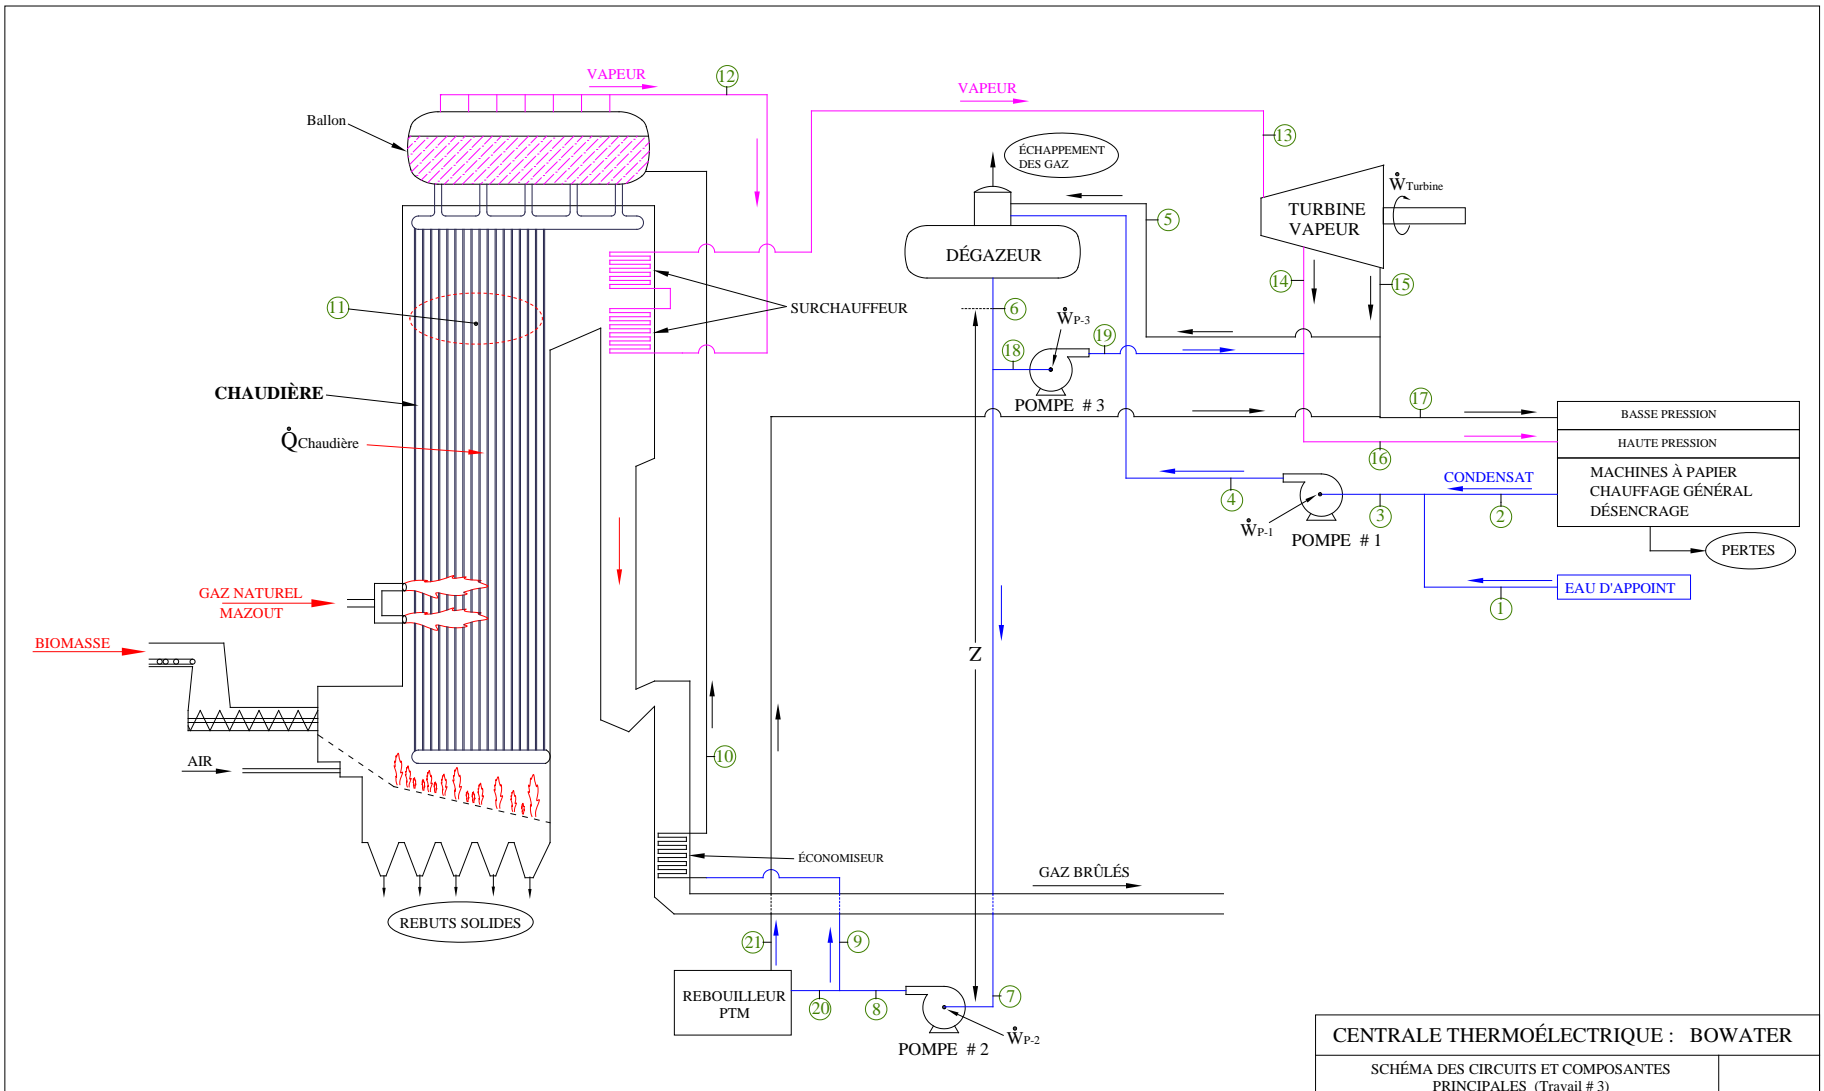 VAPEUR
12
VAPEUR
Ballon
13
ÉCHAPPEMENT
DES GAZ
ẆTurbine
5
TURBINE
VAPEUR
DÉGAZEUR
14
15
11
SURCHAUFFEUR
6
ẆP-3
18
19
CHAUDIÈRE
POMPE # 3
17
BASSE PRESSION
Q̇Chaudière
HAUTE PRESSION
16
MACHINES À PAPIER
CHAUFFAGE GÉNÉRAL
DÉSENCRAGE
CONDENSAT
4
3
2
ẆP-1
POMPE # 1
PERTES
GAZ NATUREL
MAZOUT
EAU D'APPOINT
1
BIOMASSE
Z
AIR
10
ÉCONOMISEUR
GAZ BRÛLÉS
REBUTS SOLIDES
21
9
REBOUILLEUR
PTM
20
8
7
ẆP-2
POMPE # 2
CENTRALE THERMOÉLECTRIQUE : BOWATER
SCHÉMA DES CIRCUITS ET COMPOSANTES
PRINCIPALES (Travail # 3)